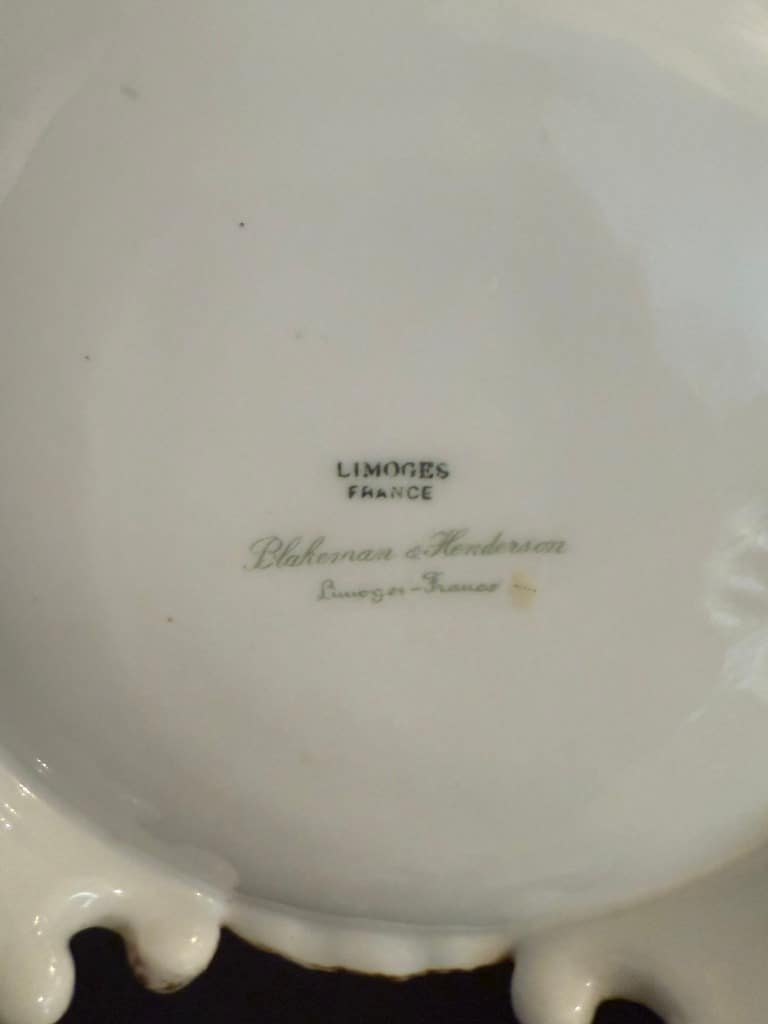 LIMOGES
FRANCE
Blakeman & Henderson
Limoges-France